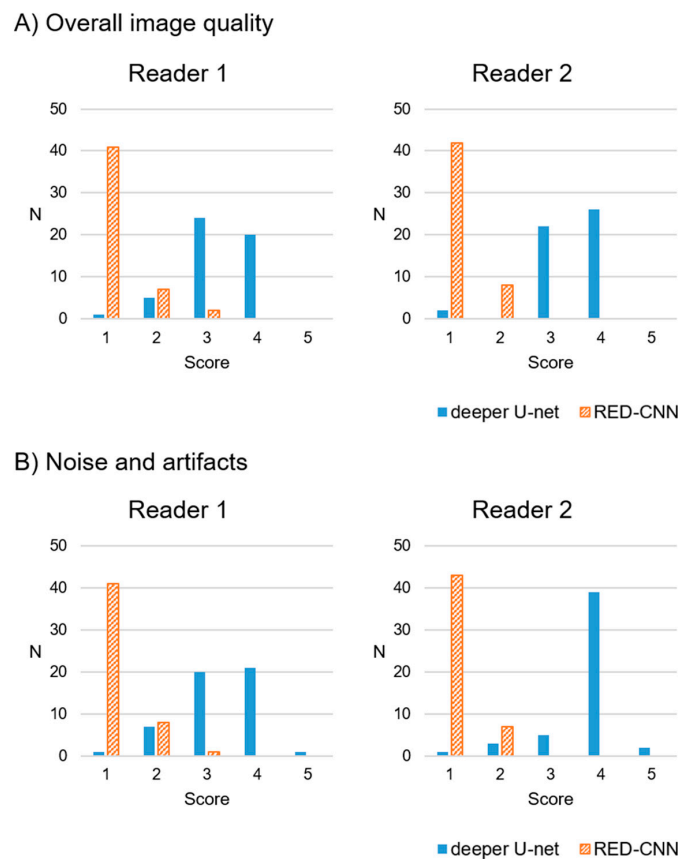 A) Overall image quality
Reader 1
Reader 2
50
40
30
20
10
0
N
1 2 3 4 5
Score
50
40
30
20
10
0
N
1 2 3 4 5
Score
deeper U-net RED-CNN
B) Noise and artifacts
Reader 1
Reader 2
50
40
30
20
10
0
N
1 2 3 4 5
Score
50
40
30
20
10
0
N
1 2 3 4 5
Score
deeper U-net RED-CNN